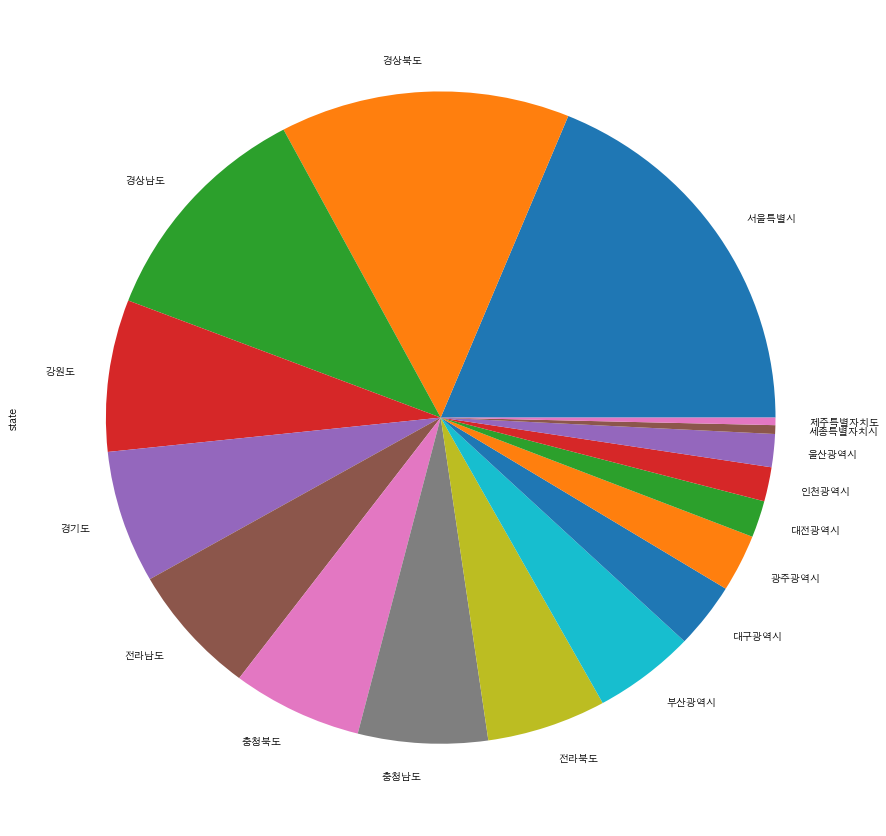 경상북도
경상남도
서울특별시
강원도
state
제주특별자치도
세종특별자치시
울산광역시
인천광역시
경기도
대전광역시
광주광역시
대구광역시
전라남도
부산광역시
충청북도
전라북도
충청남도